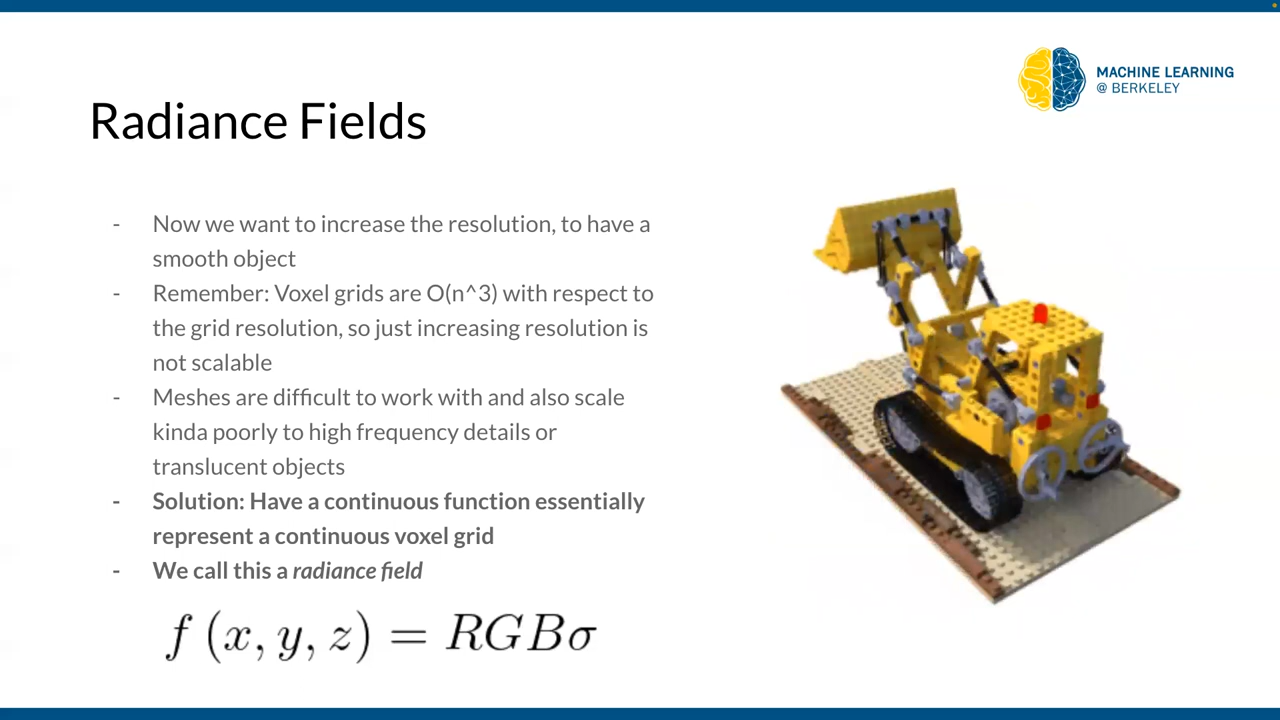 MACHINE LEARNING
@ BERKELEY
Radiance Fields
- Now we want to increase the resolution, to have a
smooth object
- Remember: Voxel grids are O(n^3) with respect to
the grid resolution, so just increasing resolution is
not scalable
- Meshes are difficult to work with and also scale
kinda poorly to high frequency details or
translucent objects
- Solution: Have a continuous function essentially
represent a continuous voxel grid
- We call this a radiance field
f (x, y, z) = RGBσ